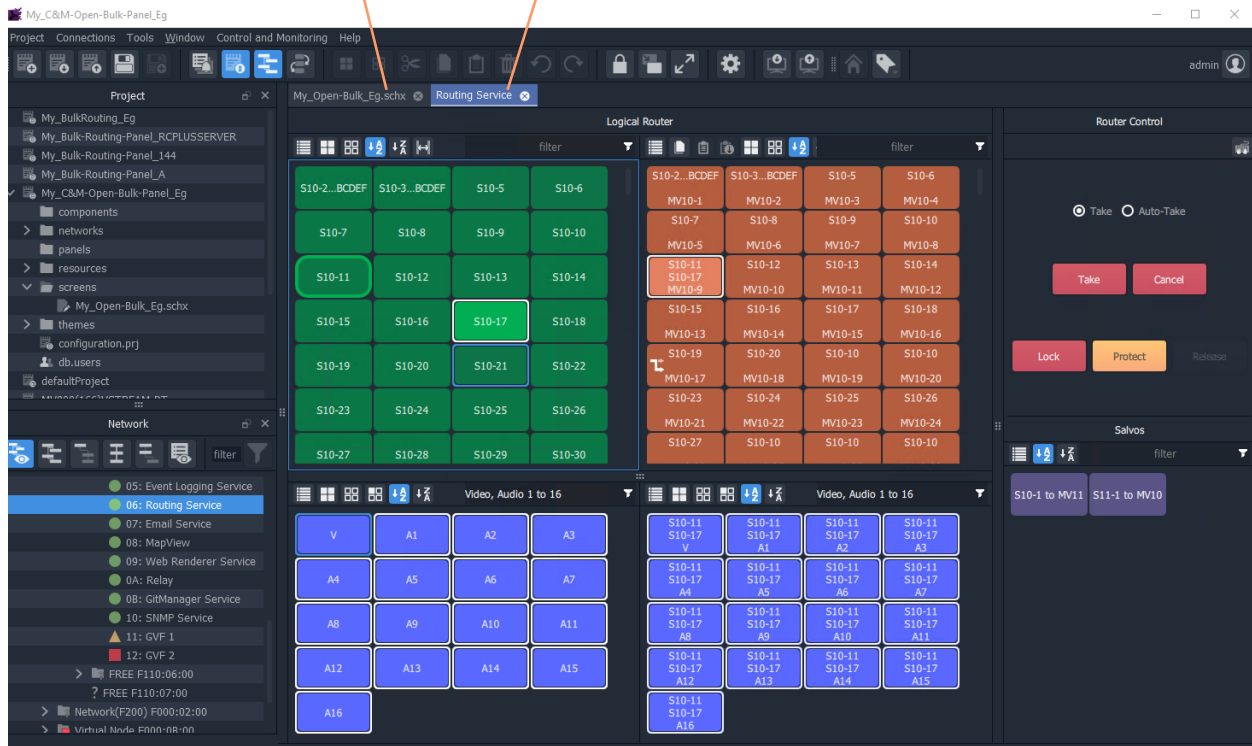 My_C&M-Open-Bulk-Panel_Eg
Project Connections Tools Window Control and Monitoring Help
admin
Project
My_BulkRouting_Eg
My_Bulk-Routing-Panel_RCPLUSSERVER
My_Bulk-Routing-Panel_144
My_Bulk-Routing-Panel_A
My_C&M-Open-Bulk-Panel_Eg
components
networks
panels
resources
screens
My_Open-Bulk_Eg.schx
themes
configuration.prj
db.users
defaultProject
Network
filter
05: Event Logging Service
06: Routing Service
07: Email Service
08: MapView
09: Web Renderer Service
0A: Relay
0B: GitManager Service
10: SNMP Service
11: GVF 1
12: GVF 2
FREE F110:06:00
? FREE F110:07:00
Network(F200) F000:02:00
Virtual Node F000:0B:00
My_Open-Bulk_Eg.schx Routing Service
Logical Router
filter
S10-2...BCDEF S10-3...BCDEF S10-5 S10-6
S10-7 S10-8 S10-9 S10-10
S10-11 S10-12 S10-13 S10-14
S10-15 S10-16 S10-17 S10-18
S10-19 S10-20 S10-21 S10-22
S10-23 S10-24 S10-25 S10-26
S10-27 S10-28 S10-29 S10-30
filter
S10-2...BCDEF S10-3...BCDEF S10-5 S10-6
MV10-1 MV10-2 MV10-3 MV10-4
S10-7 S10-8 S10-9 S10-10
MV10-5 MV10-6 MV10-7 MV10-8
S10-11 S10-12 S10-13 S10-14
S10-17
MV10-9 MV10-10 MV10-11 MV10-12
S10-15 S10-16 S10-17 S10-18
MV10-13 MV10-14 MV10-15 MV10-16
S10-19 S10-20 S10-10 S10-10
MV10-17 MV10-18 MV10-19 MV10-20
S10-23 S10-24 S10-25 S10-26
MV10-21 MV10-22 MV10-23 MV10-24
S10-27 S10-10 S10-10 S10-10
Video, Audio 1 to 16
V A1 A2 A3
A4 A5 A6 A7
A8 A9 A10 A11
A12 A13 A14 A15
A16
Video, Audio 1 to 16
S10-11 S10-11 S10-11 S10-11
S10-17 S10-17 S10-17 S10-17
V A1 A2 A3
S10-11 S10-11 S10-11 S10-11
S10-17 S10-17 S10-17 S10-17
A4 A5 A6 A7
S10-11 S10-11 S10-11 S10-11
S10-17 S10-17 S10-17 S10-17
A8 A9 A10 A11
S10-11 S10-11 S10-11 S10-11
S10-17 S10-17 S10-17 S10-17
A12 A13 A14 A15
S10-11
S10-17
A16
Router Control
Take Auto-Take
Take Cancel
Lock Protect Release
Salvos
filter
S10-1 to MV11 S11-1 to MV10